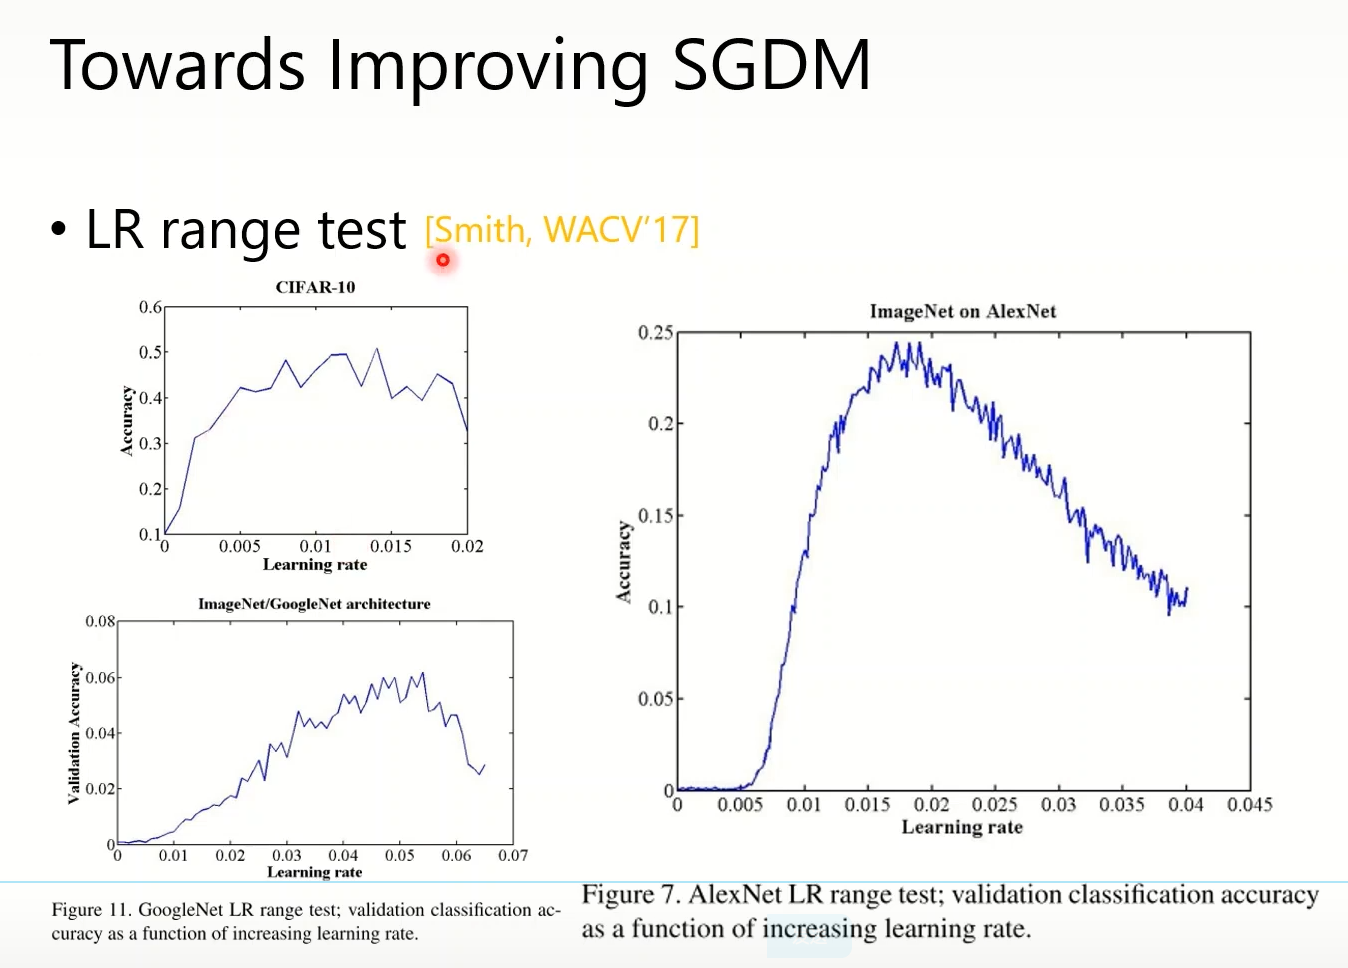 Towards Improving SGDM
• LR range test [Smith, WACV'17]
CIFAR-10
0.6
0.5
0.4
0.3
0.2
0.1
Accuracy
0 0.005 0.01 0.015 0.02
Learning rate
ImageNet/GoogleNet architecture
0.08
0.06
0.04
0.02
0
Validation Accuracy
0 0.01 0.02 0.03 0.04 0.05 0.06 0.07
Learning rate
Figure 11. GoogleNet LR range test; validation classification ac-
curacy as a function of increasing learning rate.
ImageNet on AlexNet
0.25
0.2
0.15
0.1
0.05
0
Accuracy
0 0.005 0.01 0.015 0.02 0.025 0.03 0.035 0.04 0.045
Learning rate
Figure 7. AlexNet LR range test; validation classification accuracy
as a function of increasing learning rate.